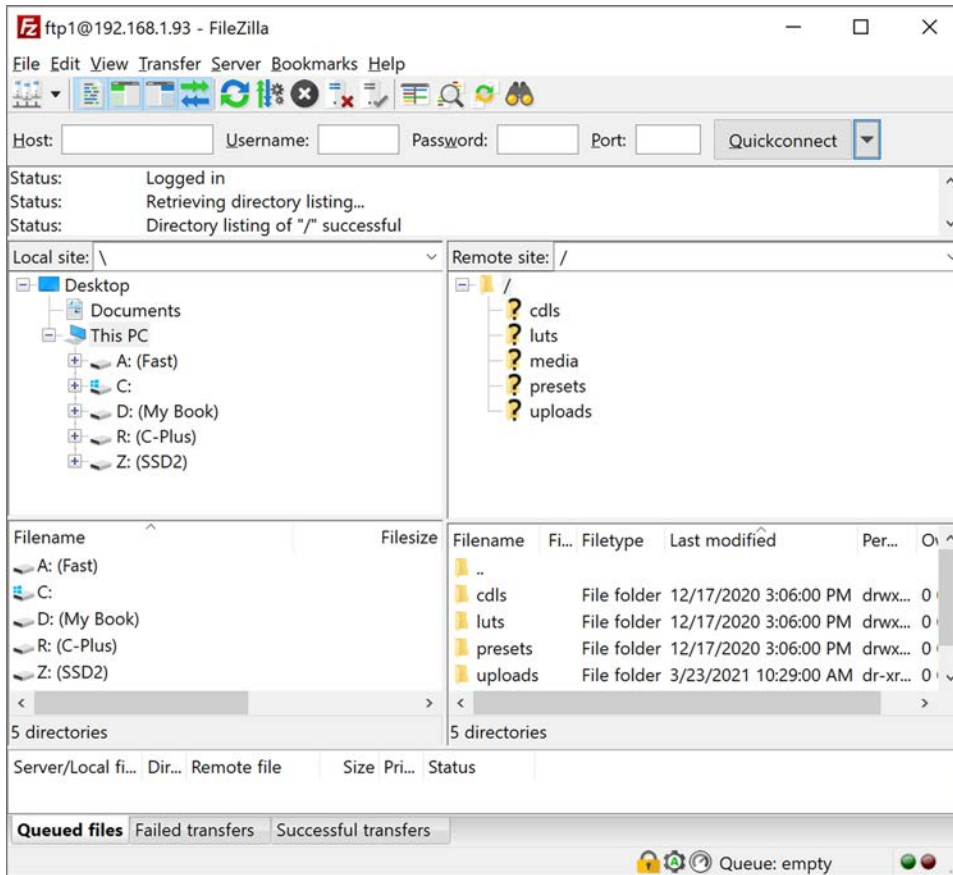 ftp1@192.168.1.93 - FileZilla
File Edit View Transfer Server Bookmarks Help
Host: Username: Password: Port: Quickconnect
Status: Logged in
Status: Retrieving directory listing...
Status: Directory listing of "/" successful
Local site: \
Desktop
Documents
This PC
A: (Fast)
C:
D: (My Book)
R: (C-Plus)
Z: (SSD2)
Remote site: /
/
cdls
luts
media
presets
uploads
Filename Filesize
A: (Fast)
C:
D: (My Book)
R: (C-Plus)
Z: (SSD2)
5 directories
Filename Fi... Filetype Last modified Per...
..
cdls File folder 12/17/2020 3:06:00 PM drwx... 0
luts File folder 12/17/2020 3:06:00 PM drwx... 0
presets File folder 12/17/2020 3:06:00 PM drwx... 0
uploads File folder 3/23/2021 10:29:00 AM dr-xr... 0
5 directories
Server/Local fi... Dir... Remote file Size Pri... Status
Queued files Failed transfers Successful transfers
Queue: empty